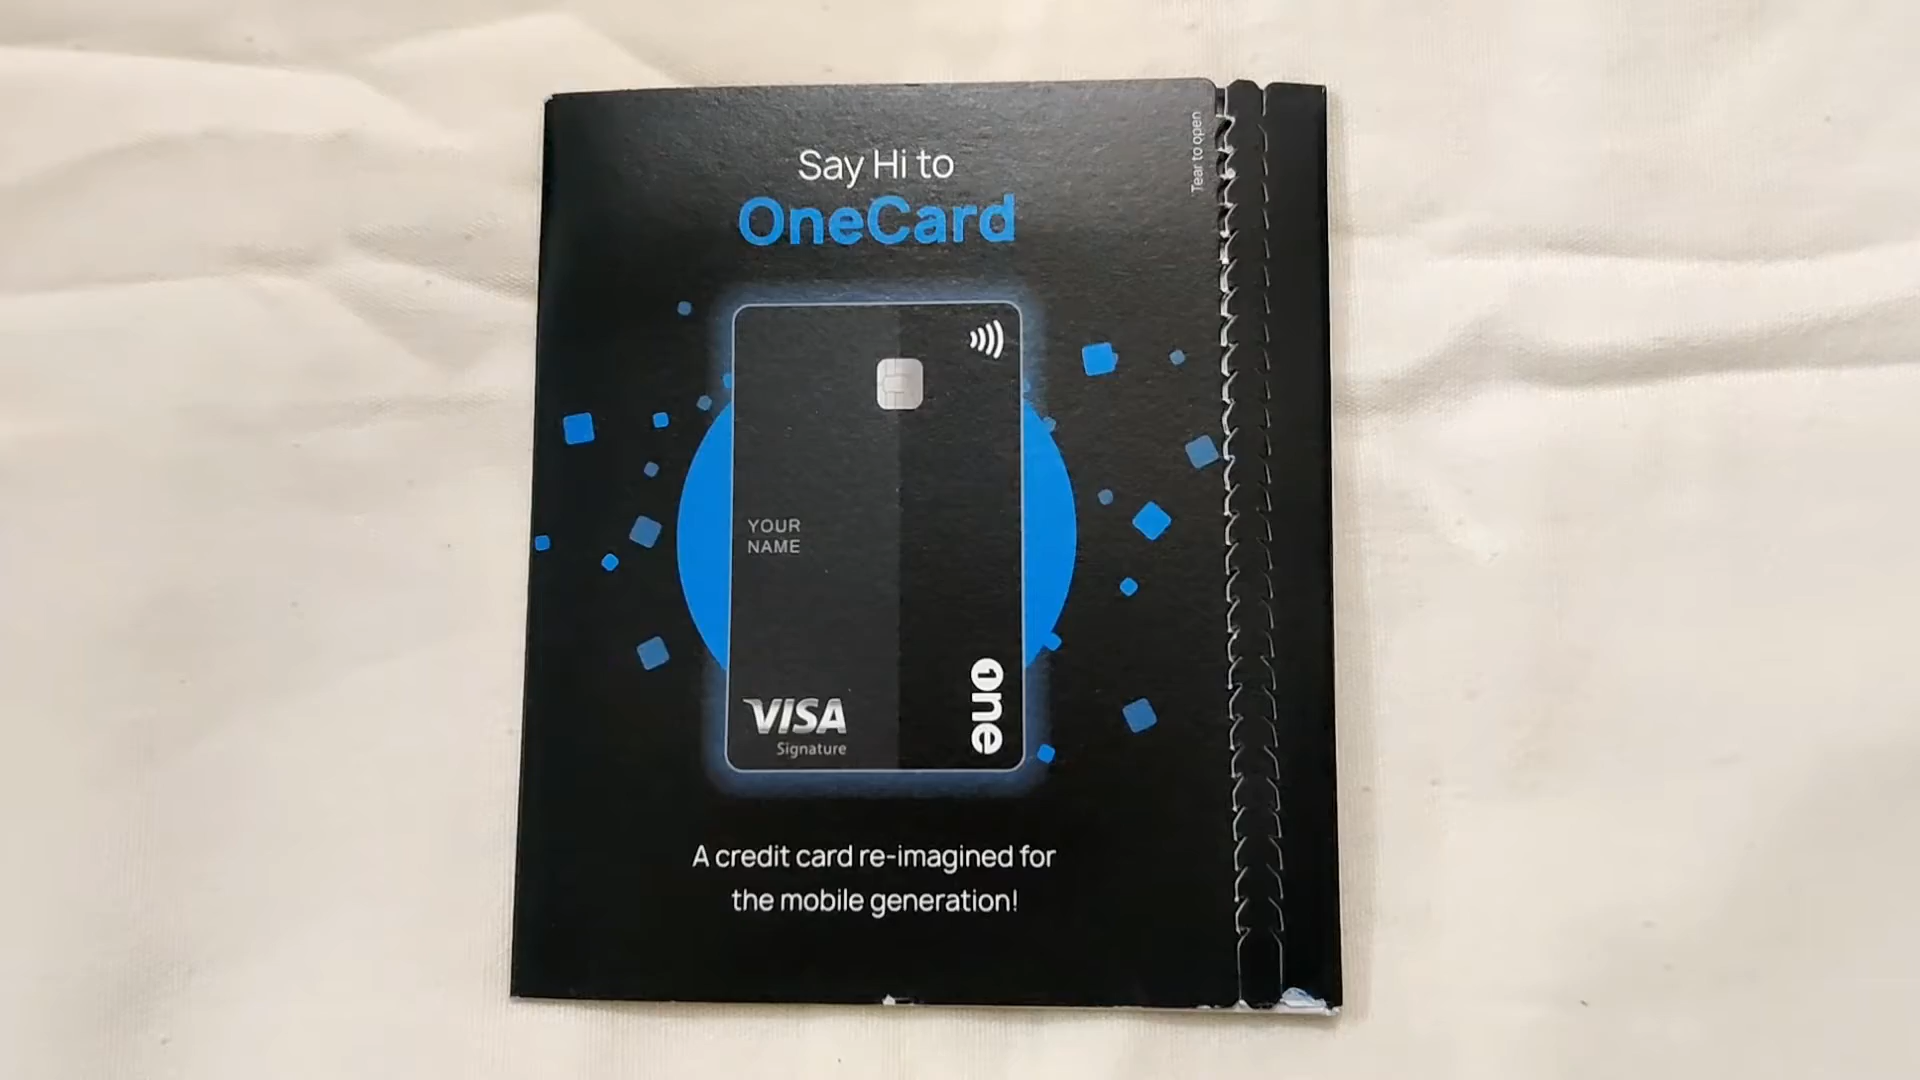 Say Hi to
OneCard
Tear to open
YOUR
NAME
VISA
Signature
one
A credit card re-imagined for
the mobile generation!